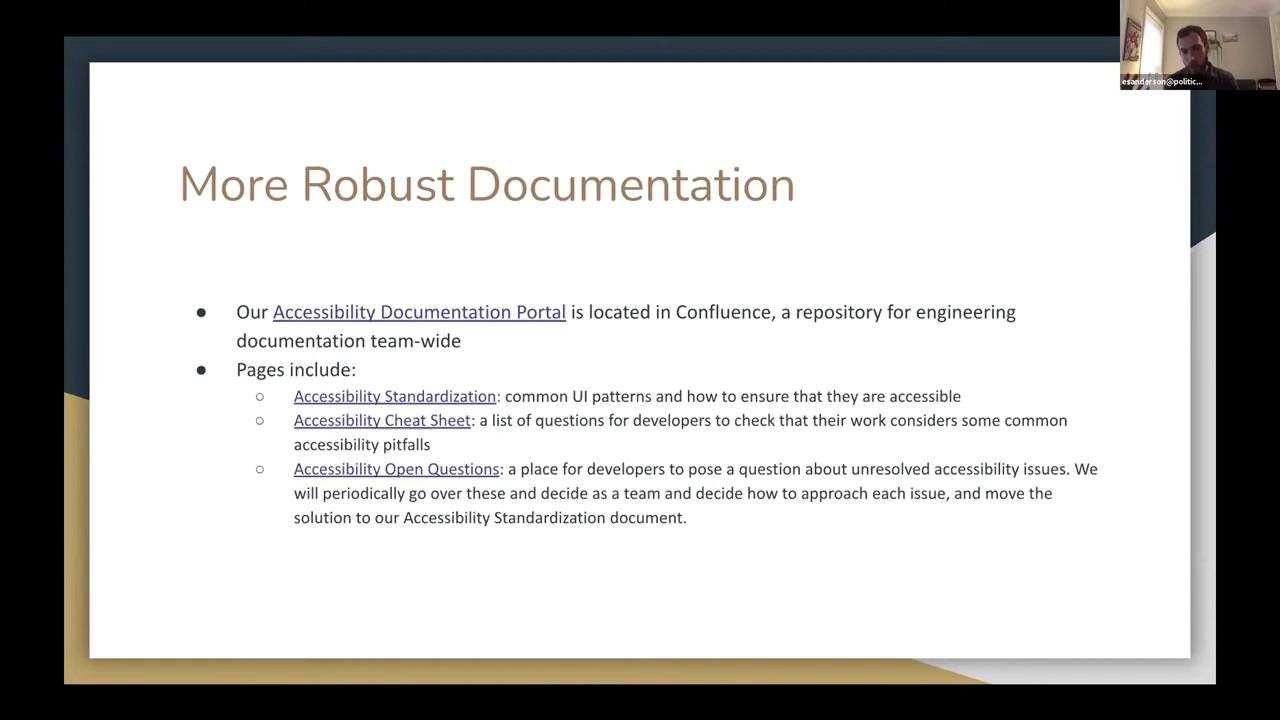 esanderson@politic...
More Robust Documentation
● Our Accessibility Documentation Portal is located in Confluence, a repository for engineering
documentation team-wide
● Pages include:
○ Accessibility Standardization: common UI patterns and how to ensure that they are accessible
○ Accessibility Cheat Sheet: a list of questions for developers to check that their work considers some common
accessibility pitfalls
○ Accessibility Open Questions: a place for developers to pose a question about unresolved accessibility issues. We
will periodically go over these and decide as a team and decide how to approach each issue, and move the
solution to our Accessibility Standardization document.